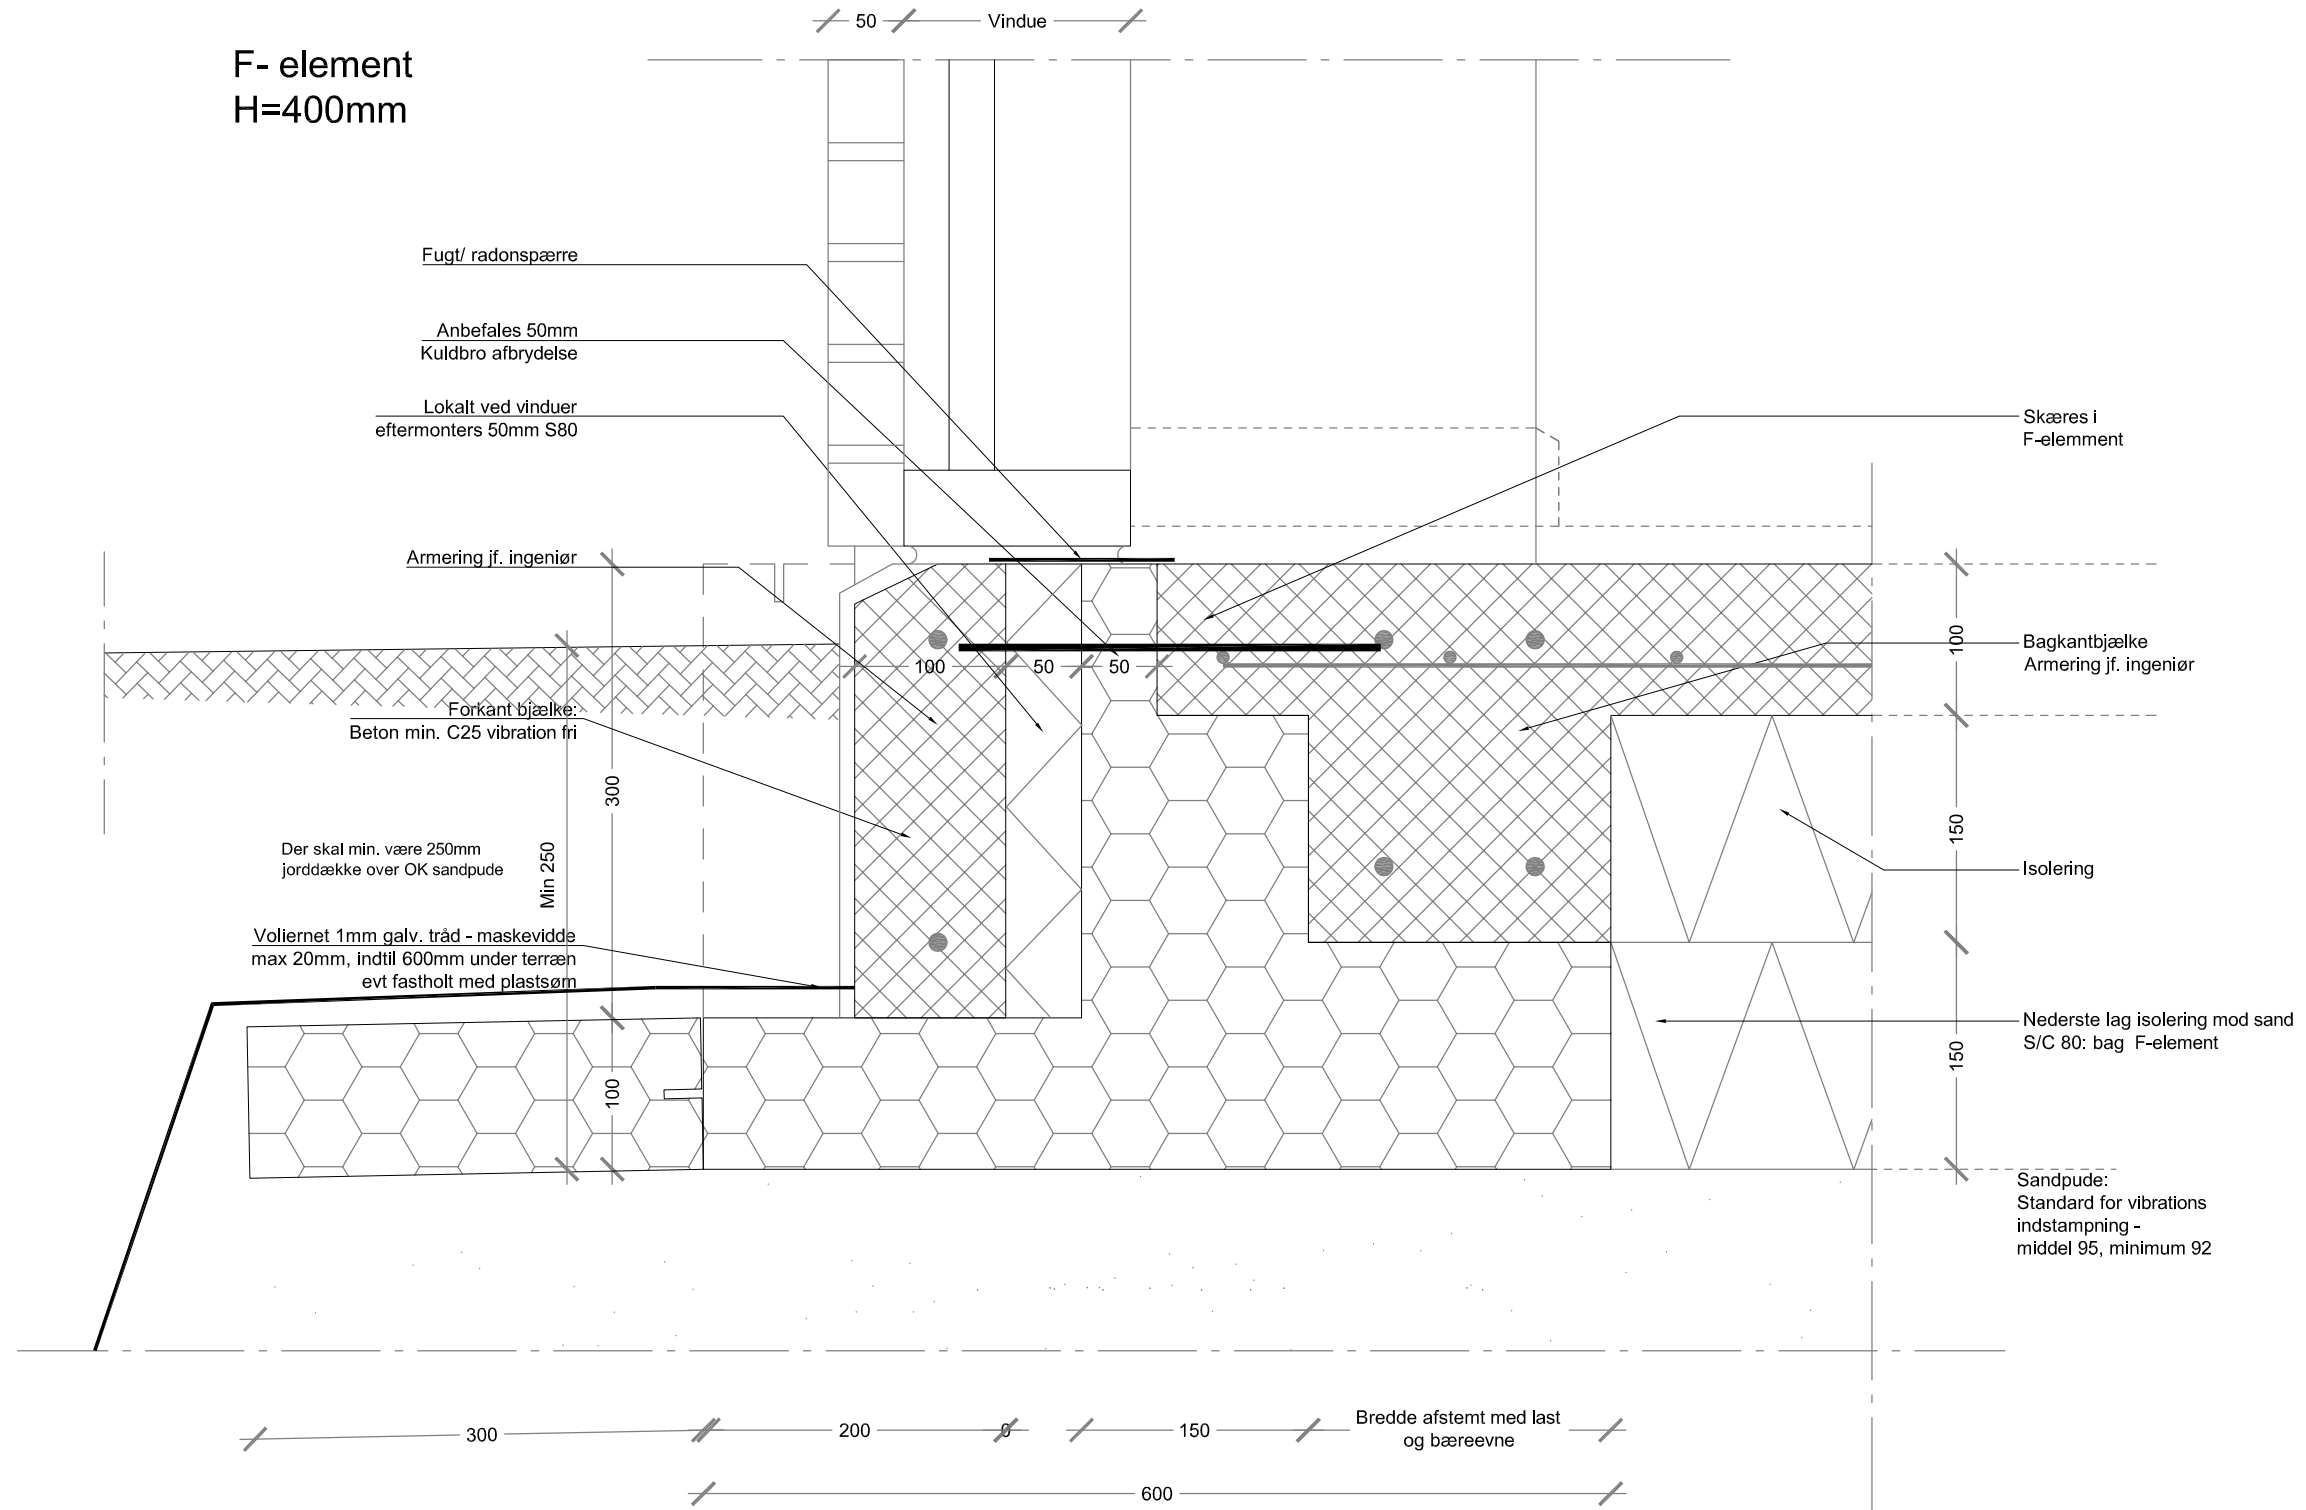 50
Vindue
F- element
H=400mm
Fugt/ radonspærre
Anbefales 50mm
Kuldbro afbrydelse
Lokalt ved vinduer
eftermonters 50mm S80
Skæres i
F-elemment
Armering jf. ingeniør
100
50
50
100
Bagkantbjælke
Armering jf. ingeniør
Forkant bjælke:
Beton min. C25 vibration fri
300
150
Der skal min. være 250mm
jorddække over OK sandpude
Min 250
Isolering
Voliernet 1mm galv. tråd - maskevidde
max 20mm, indtil 600mm under terræn
evt fastholt med plastsøm
Nederste lag isolering mod sand
S/C 80: bag F-element
100
150
Sandpude:
Standard for vibrations
indstampning -
middel 95, minimum 92
300
200
0
150
Bredde afstemt med last
og bæreevne
600